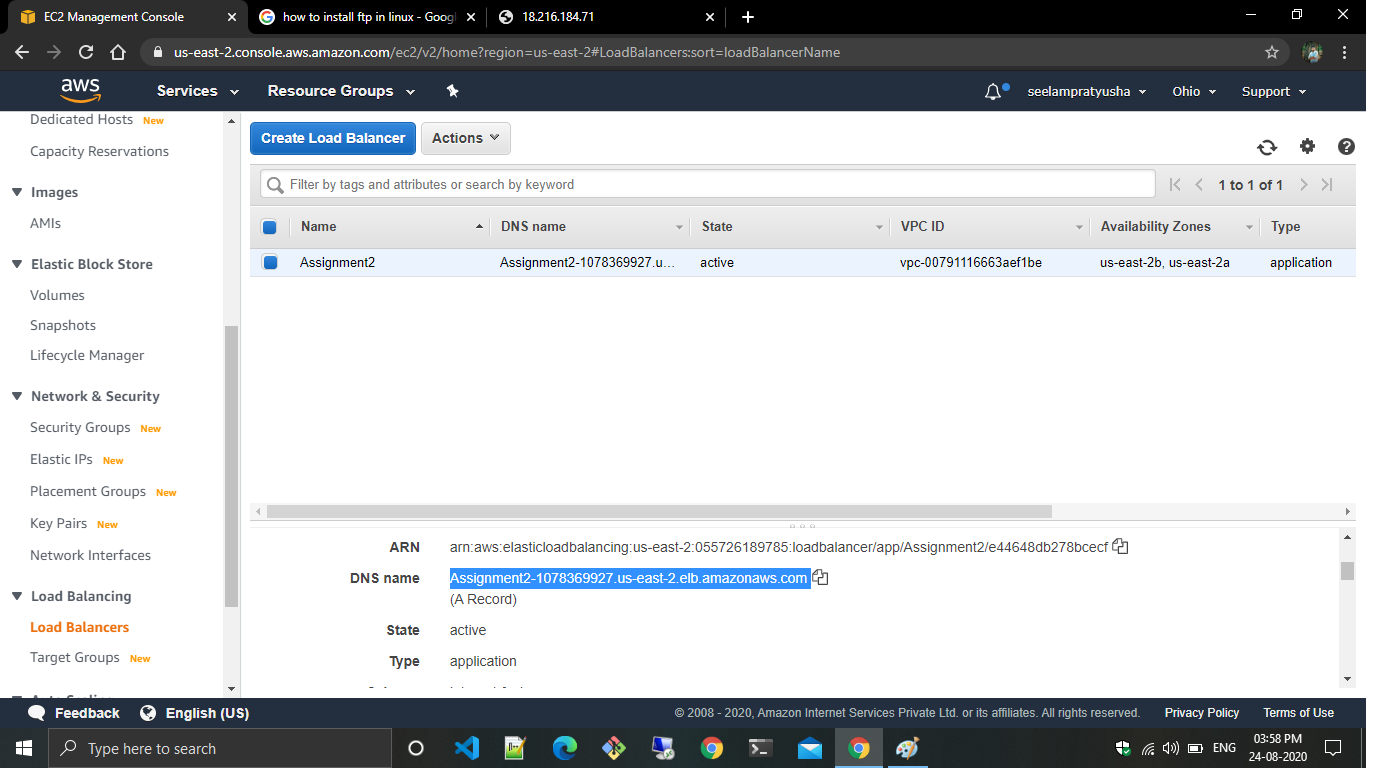 EC2 Management Console
how to install ftp in linux - Googl
18.216.184.71
us-east-2.console.aws.amazon.com/ec2/v2/home?region=us-east-2#LoadBalancers:sort=loadBalancerName
aws Services Resource Groups seelampratyusha Ohio Support
Dedicated Hosts New
Capacity Reservations
Images
AMIs
Elastic Block Store
Volumes
Snapshots
Lifecycle Manager
Network & Security
Security Groups New
Elastic IPs New
Placement Groups New
Key Pairs New
Network Interfaces
Load Balancing
Load Balancers
Target Groups New
Create Load Balancer Actions
Filter by tags and attributes or search by keyword 1 to 1 of 1
Name DNS name State VPC ID Availability Zones Type
Assignment2 Assignment2-1078369927.u... active vpc-00791116663aef1be us-east-2b, us-east-2a application
ARN arn:aws:elasticloadbalancing:us-east-2:055726189785:loadbalancer/app/Assignment2/e44648db278bcecf
DNS name Assignment2-1078369927.us-east-2.elb.amazonaws.com
(A Record)
State active
Type application
Feedback English (US) © 2008 - 2020, Amazon Internet Services Private Ltd. or its affiliates. All rights reserved. Privacy Policy Terms of Use
Type here to search
ENG
03:58 PM
24-08-2020